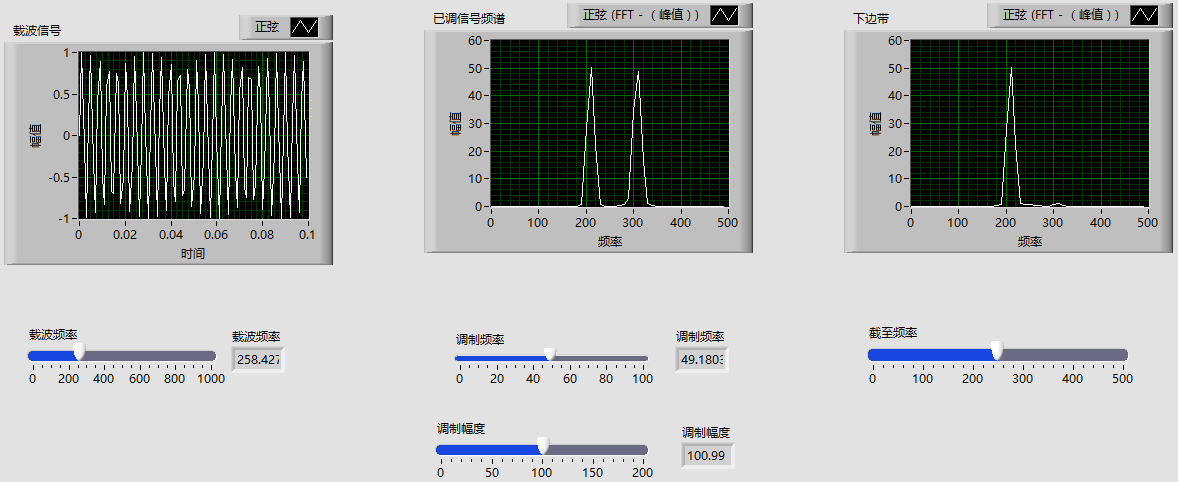 载波信号
正弦
幅值
1
0.5
0
-0.5
-1
0 0.02 0.04 0.06 0.08 0.1
时间
已调信号频谱
正弦 (FFT - （峰值）)
幅值
60
50
40
30
20
10
0
0 100 200 300 400 500
频率
下边带
正弦 (FFT - （峰值）)
幅值
60
50
40
30
20
10
0
0 100 200 300 400 500
频率
载波频率
0 200 400 600 800 1000
载波频率
258.427
调制频率
0 20 40 60 80 100
调制频率
49.1803
截至频率
0 100 200 300 400 500
调制幅度
0 50 100 150 200
调制幅度
100.99